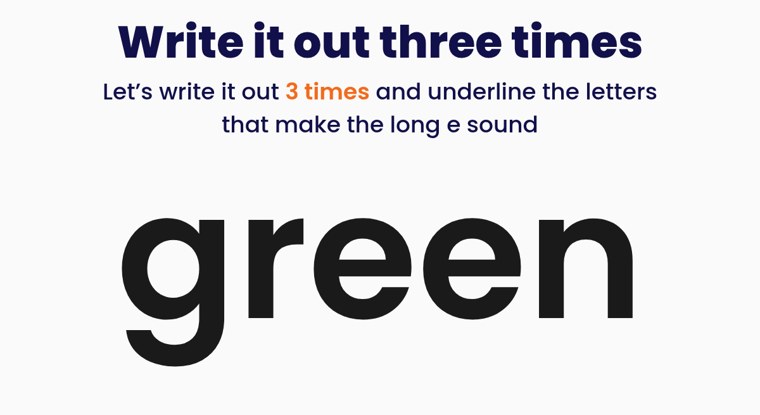 Write it out three times
Let’s write it out 3 times and underline the letters
that make the long e sound
green